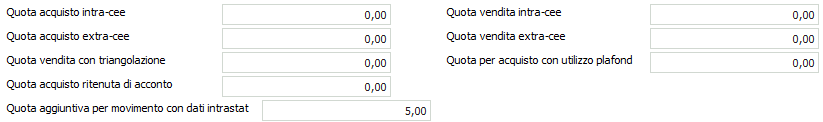 Quota acquisto intra-cee 0,00 Quota vendita intra-cee 0,00
Quota acquisto extra-cee 0,00 Quota vendita extra-cee 0,00
Quota vendita con triangolazione 0,00 Quota per acquisto con utilizzo plafond 0,00
Quota acquisto ritenuta di acconto 0,00
Quota aggiuntiva per movimento con dati intrastat 5,00